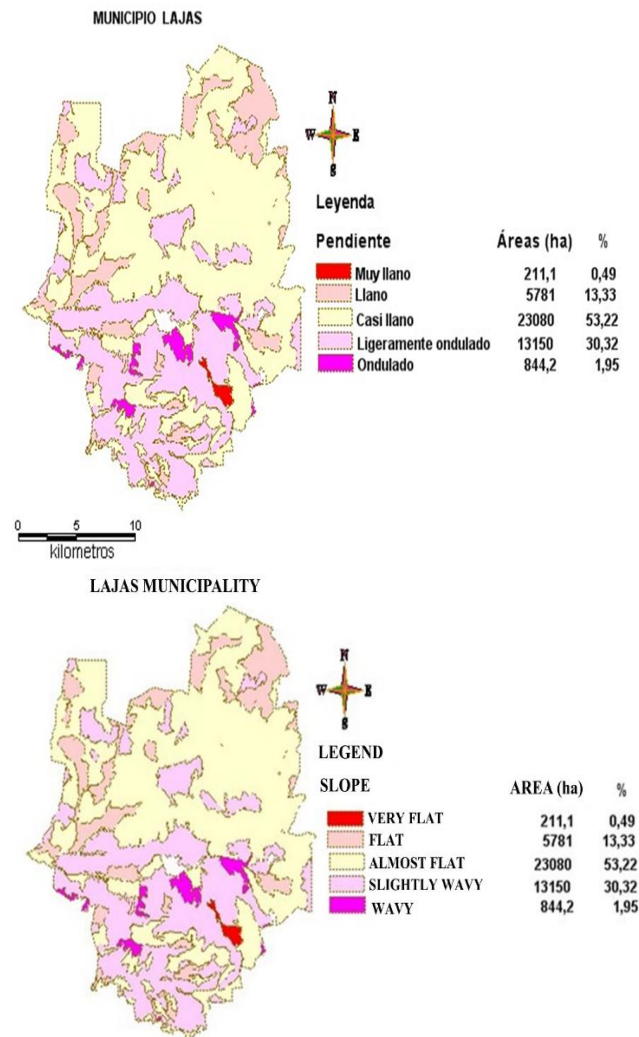 MUNICIPIO LAJAS
N
W E
S
Leyenda
Pendiente Áreas (ha) %
Muy llano 211,1 0,49
Llano 5781 13,33
Casi llano 23080 53,22
Ligeramente ondulado 13150 30,32
Ondulado 844,2 1,95
0 5 10
kilometros
LAJAS MUNICIPALITY
N
W E
S
LEGEND
SLOPE AREA (ha) %
VERY FLAT 211,1 0,49
FLAT 5781 13,33
ALMOST FLAT 23080 53,22
SLIGHTLY WAVY 13150 30,32
WAVY 844,2 1,95